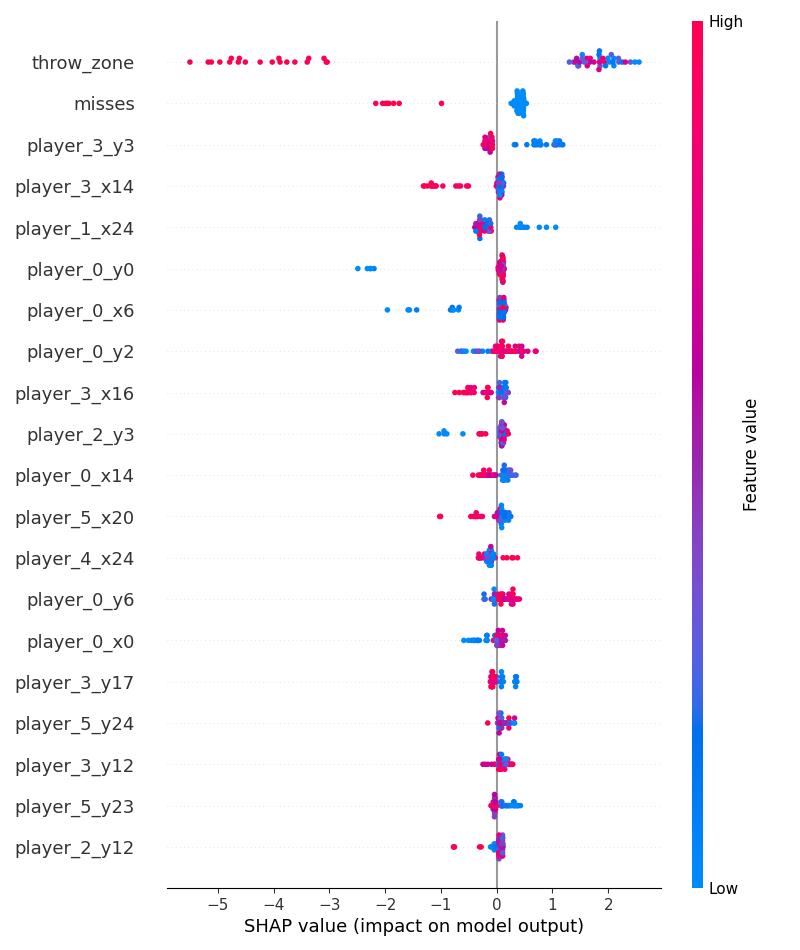 High
throw_zone
misses
player_3_y3
player_3_x14
player_1_x24
player_0_y0
player_0_x6
player_0_y2
player_3_x16
player_2_y3
player_0_x14
player_5_x20
player_4_x24
player_0_y6
player_0_x0
player_3_y17
player_5_y24
player_3_y12
player_5_y23
player_2_y12
Feature value
Low
−5 −4 −3 −2 −1 0 1 2
SHAP value (impact on model output)